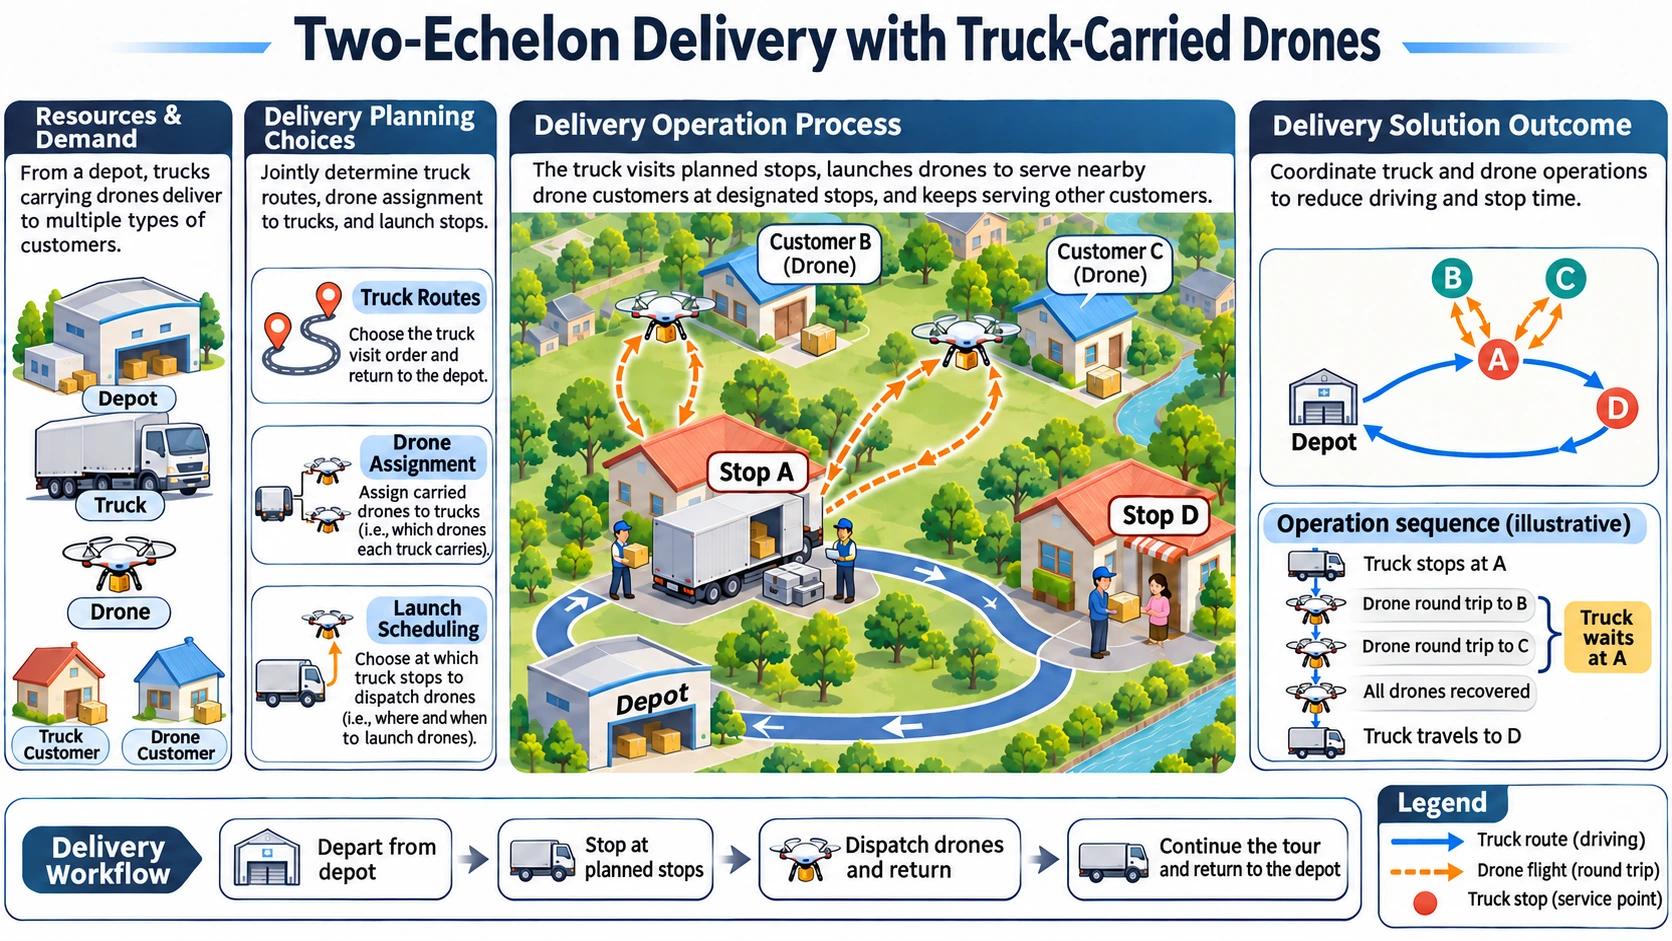 Two-Echelon Delivery with Truck-Carried Drones
Resources &
Demand
From a depot, trucks
carrying drones deliver
to multiple types of
customers.
Depot
Truck
Drone
Truck
Customer
Drone
Customer
Delivery Planning
Choices
Jointly determine truck
routes, drone assignment
to trucks, and launch stops.
Truck Routes
Choose the truck
visit order and
return to the depot.
Drone
Assignment
Assign carried
drones to trucks
(i.e., which drones
each truck carries).
Launch
Scheduling
Choose at which
truck stops to
dispatch drones
(i.e., where and when
to launch drones).
Delivery Operation Process
The truck visits planned stops, launches drones to serve nearby
drone customers at designated stops, and keeps serving other customers.
Customer B
(Drone)
Customer C
(Drone)
Stop A
Stop D
Depot
Delivery Solution Outcome
Coordinate truck and drone operations
to reduce driving and stop time.
B
C
A
D
Depot
Operation sequence (illustrative)
Truck stops at A
Drone round trip to B
Drone round trip to C
All drones recovered
Truck travels to D
Truck
waits
at A
Delivery
Workflow
Depart from
depot
Stop at
planned stops
Dispatch drones
and return
Continue the tour
and return to the depot
Legend
Truck route (driving)
Drone flight (round trip)
Truck stop (service point)